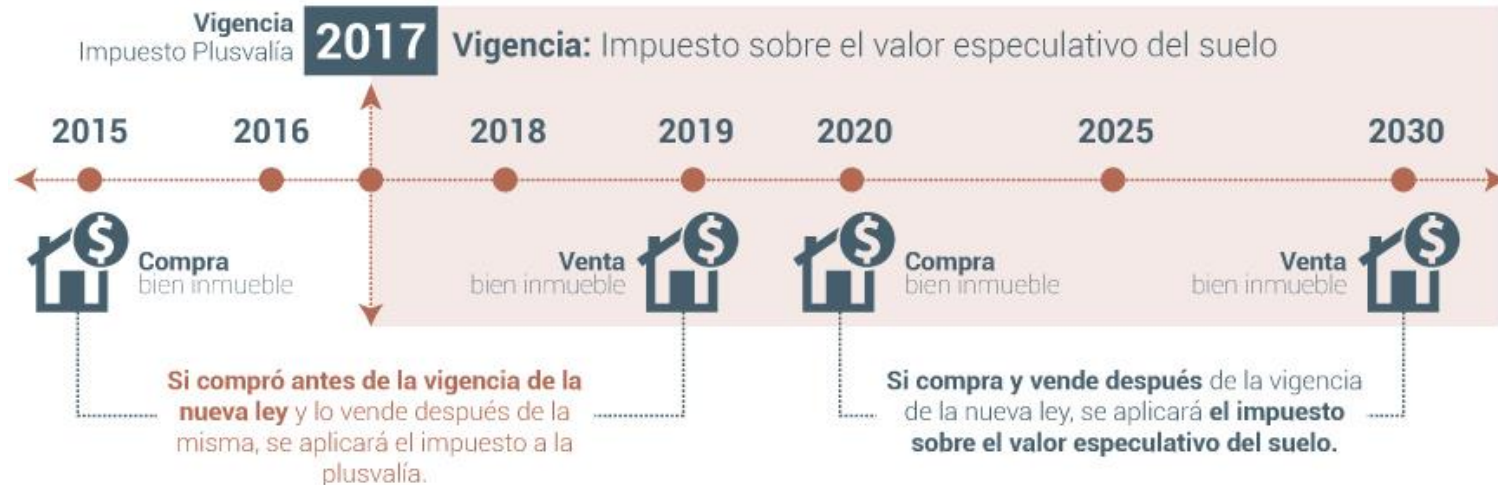 Vigencia
Impuesto Plusvalía
2017
Vigencia: Impuesto sobre el valor especulativo del suelo
2015
2016
2018
2019
2020
2025
2030
$
Compra
bien inmueble
Venta
bien inmueble
$
$
Compra
bien inmueble
Venta
bien inmueble
$
Si compró antes de la vigencia de la
nueva ley y lo vende después de la
misma, se aplicará el impuesto a la
plusvalía.
Si compra y vende después de la vigencia
de la nueva ley, se aplicará el impuesto
sobre el valor especulativo del suelo.